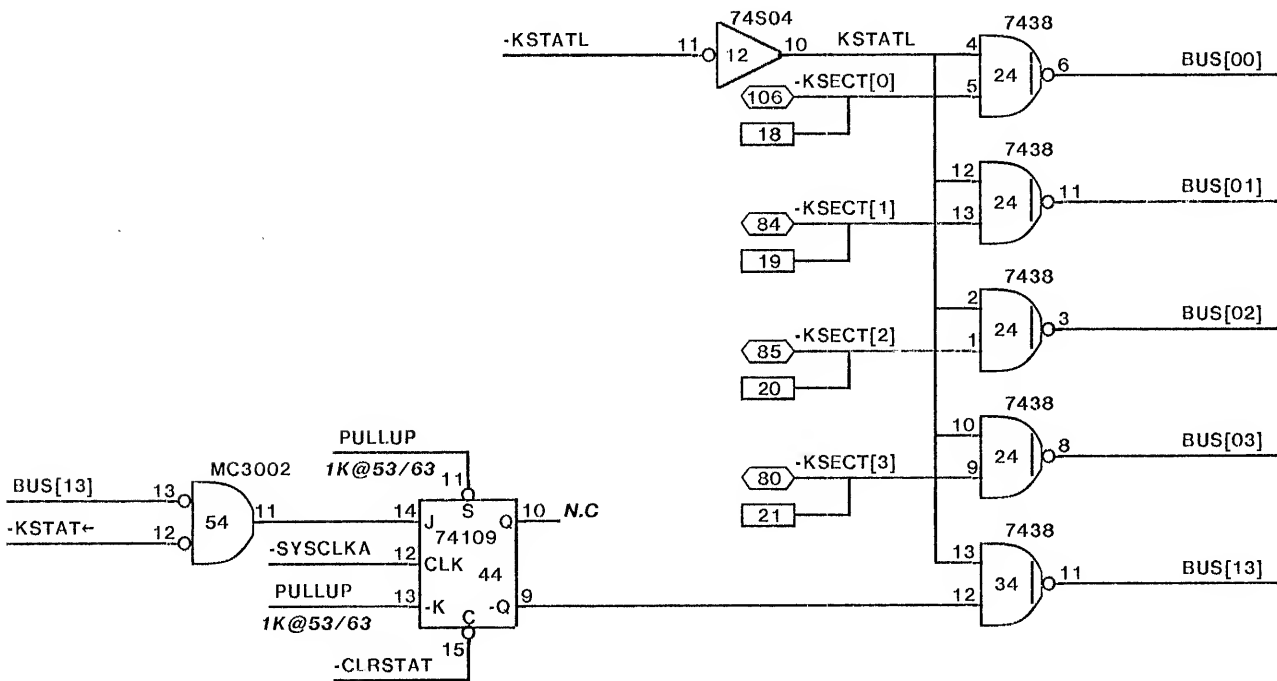 74S04
7438
-KSTATL
11
12
10
KSTATL
4
24
6
BUS[00]
106
-KSECT[0]
5
18
7438
12
24
11
BUS[01]
84
-KSECT[1]
13
19
7438
2
24
3
BUS[02]
85
-KSECT[2]
1
20
7438
10
24
8
BUS[03]
80
-KSECT[3]
9
21
PULLUP
1K@53/63
11
MC3002
BUS[13]
13
54
11
-KSTAT←
12
14
J
S
Q
10
N.C
74109
-SYSCLKA
12
CLK
44
PULLUP
13
-K
-Q
9
1K@53/63
C
15
-CLRSTAT
7438
13
34
11
BUS[13]
12